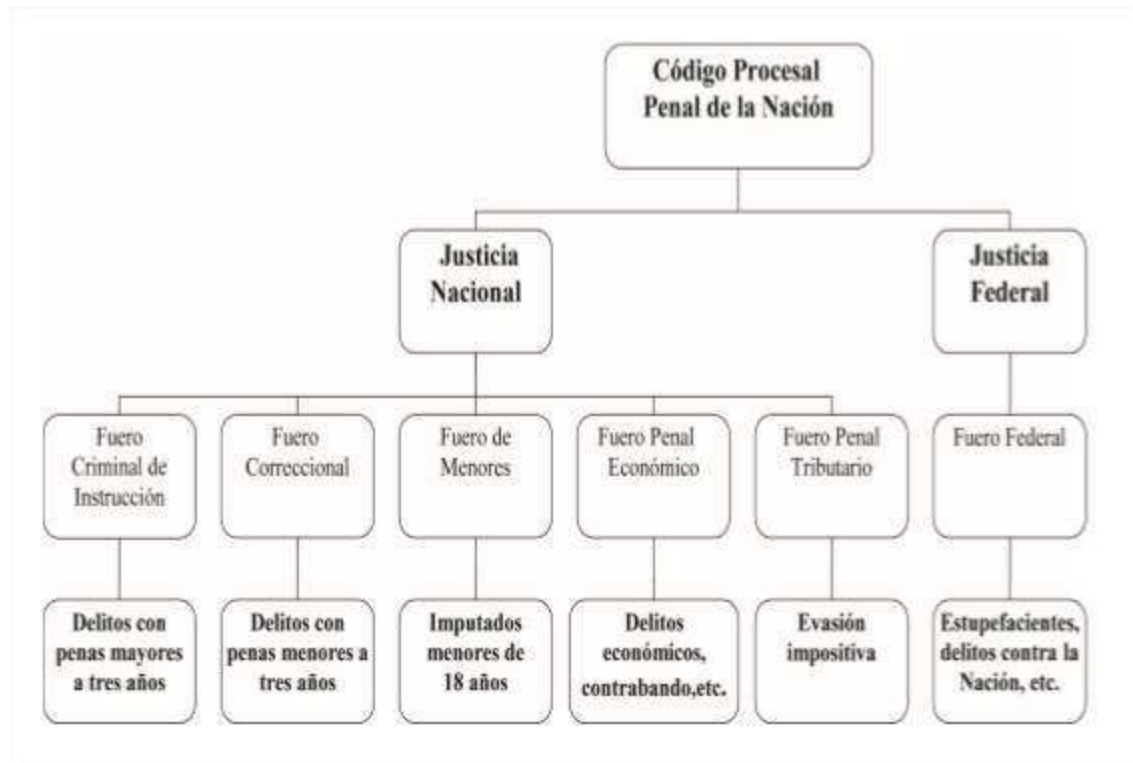 Código Procesal
Penal de la Nación
Justicia
Nacional
Justicia
Federal
Fuero
Criminal de
Instrucción
Fuero
Correccional
Fuero de
Menores
Fuero Penal
Económico
Fuero Penal
Tributario
Fuero Federal
Delitos con
penas mayores
a tres años
Delitos con
penas menores a
tres años
Imputados
menores de
18 años
Delitos
económicos,
contrabando,etc.
Evasión
impositiva
Estupefacientes,
delitos contra la
Nación, etc.